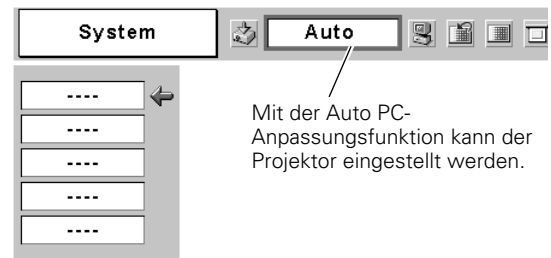 System
Auto
----
----
----
----
----
Mit der Auto PC-
Anpassungsfunktion kann der
Projektor eingestellt werden.